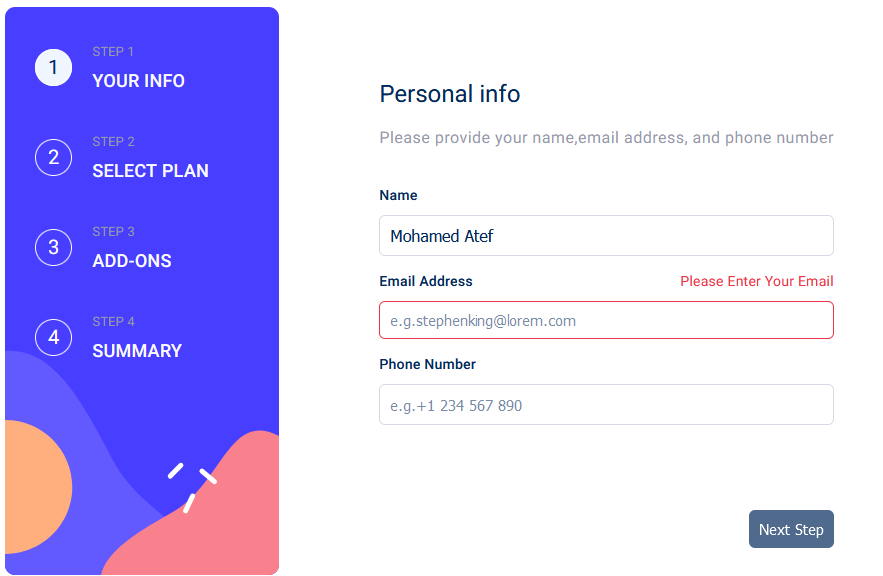 1
STEP 1
YOUR INFO
2
STEP 2
SELECT PLAN
3
STEP 3
ADD-ONS
4
STEP 4
SUMMARY
Personal info
Please provide your name,email address, and phone number
Name
Mohamed Atef
Email Address
Please Enter Your Email
e.g.stephenking@lorem.com
Phone Number
e.g.+1 234 567 890
Next Step